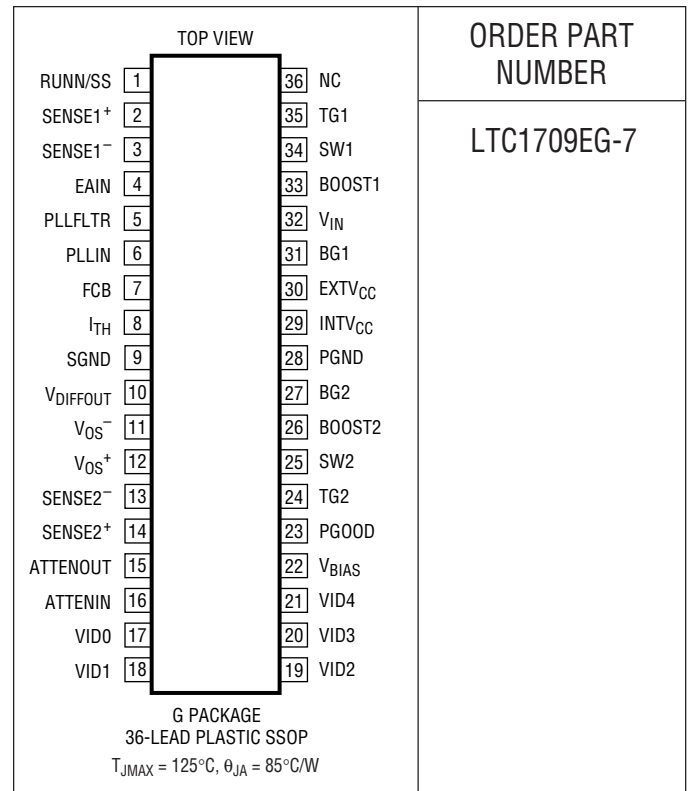 TOP VIEW
RUNN/SS 1
SENSE1+ 2
SENSE1– 3
EAIN 4
PLLFLTR 5
PLLIN 6
FCB 7
ITH 8
SGND 9
VDIFFOUT 10
VOS– 11
VOS+ 12
SENSE2– 13
SENSE2+ 14
ATTENOUT 15
ATTENIN 16
VID0 17
VID1 18
36 NC
35 TG1
34 SW1
33 BOOST1
32 VIN
31 BG1
30 EXTVCC
29 INTVCC
28 PGND
27 BG2
26 BOOST2
25 SW2
24 TG2
23 PGOOD
22 VBIAS
21 VID4
20 VID3
19 VID2
G PACKAGE
36-LEAD PLASTIC SSOP
TJMAX = 125°C, θJA = 85°C/W
ORDER PART
NUMBER
LTC1709EG-7